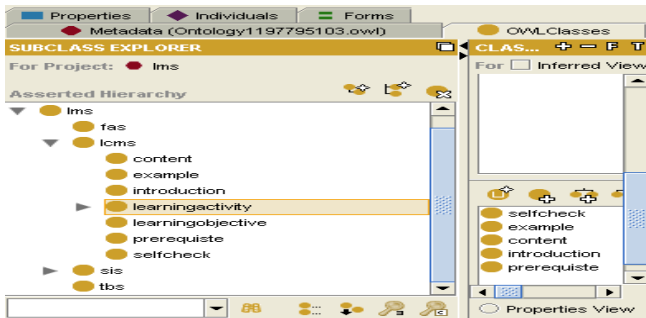 Properties Individuals Forms
Metadata (Ontology1197795103.owl) OWLClasses
SUBCLASS EXPLORER
For Project: lms
Asserted Hierarchy
lms
fas
lcms
content
example
introduction
learningactivity
learningobjective
prerequiste
selfcheck
sis
tbs
CLAS... F T
For Inferred View
selfcheck
example
content
introduction
prerequiste
Properties View